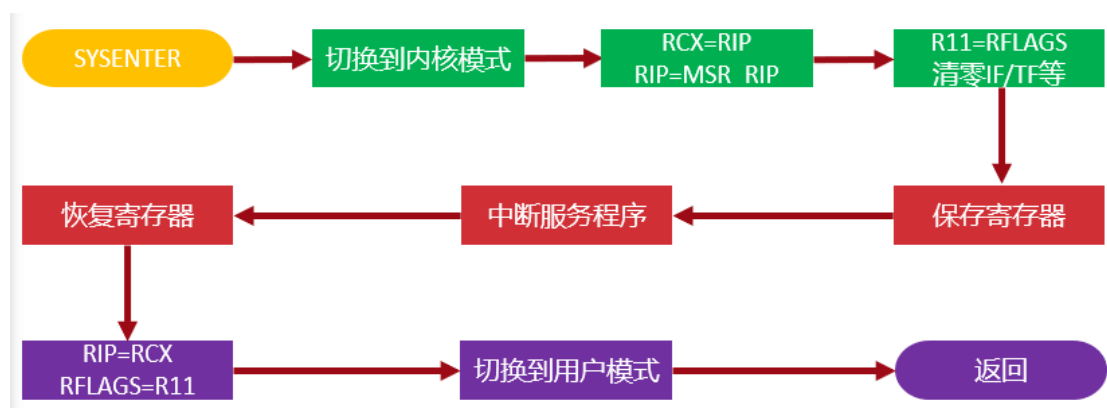 SYSENTER
切换到内核模式
RCX=RIP
RIP=MSR_RIP
R11=RFLAGS
清零IF/TF等
保存寄存器
中断服务程序
恢复寄存器
RIP=RCX
RFLAGS=R11
切换到用户模式
返回